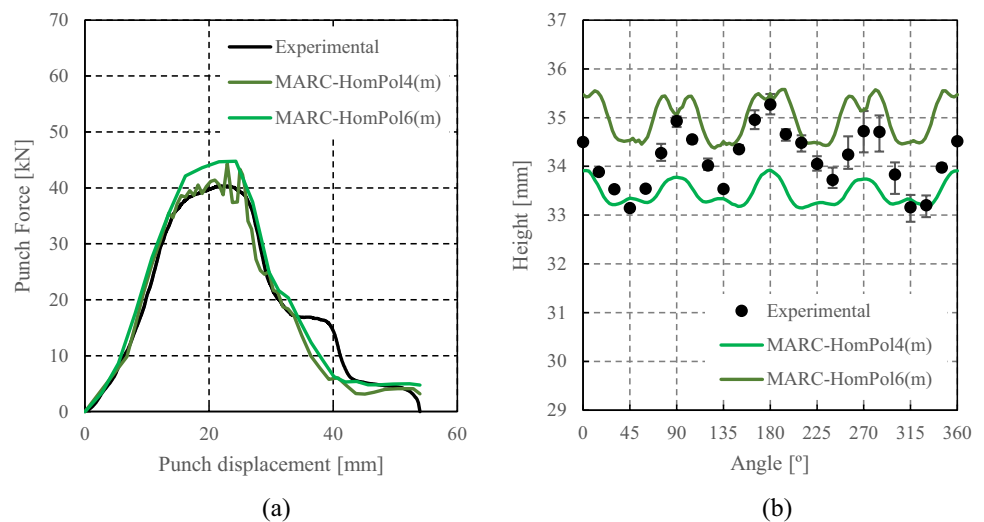 70
60
50
40
30
20
10
0
Punch Force [kN]
Experimental
MARC-HomPol4(m)
MARC-HomPol6(m)
0 20 40 60
Punch displacement [mm]
(a)
37
36
35
34
33
32
31
30
29
Height [mm]
Experimental
MARC-HomPol4(m)
MARC-HomPol6(m)
0 45 90 135 180 225 270 315 360
Angle [º]
(b)